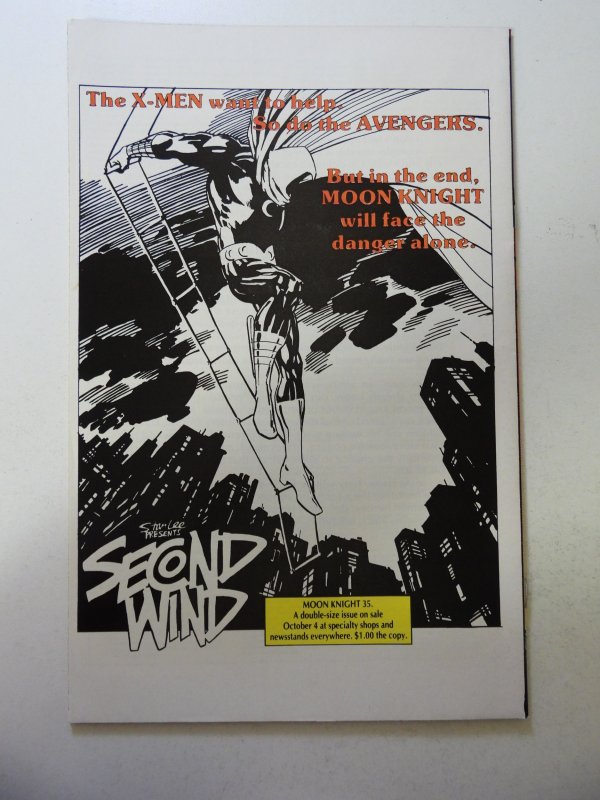 The X-MEN want to help.
So do the AVENGERS.
But in the end,
MOON KNIGHT
will face the
danger alone.
Stan Lee
PRESENTS
SECOND
WIND
MOON KNIGHT 35.
A double-size issue on sale
October 4 at specialty shops and
newsstands everywhere. $1.00 the copy.